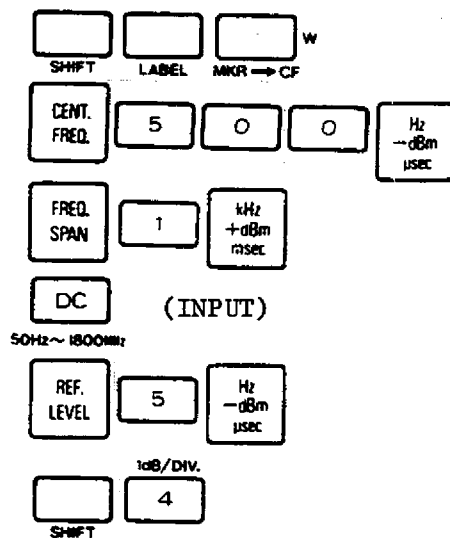 W
SHIFT LABEL MKR → CF
CENT. FREQ. 5 0 0 Hz −dBm µsec
FREQ. SPAN 1 kHz +dBm msec
DC (INPUT)
50Hz～1800MHz
REF. LEVEL 5 Hz −dBm µsec
1dB/DIV.
4
SHIFT